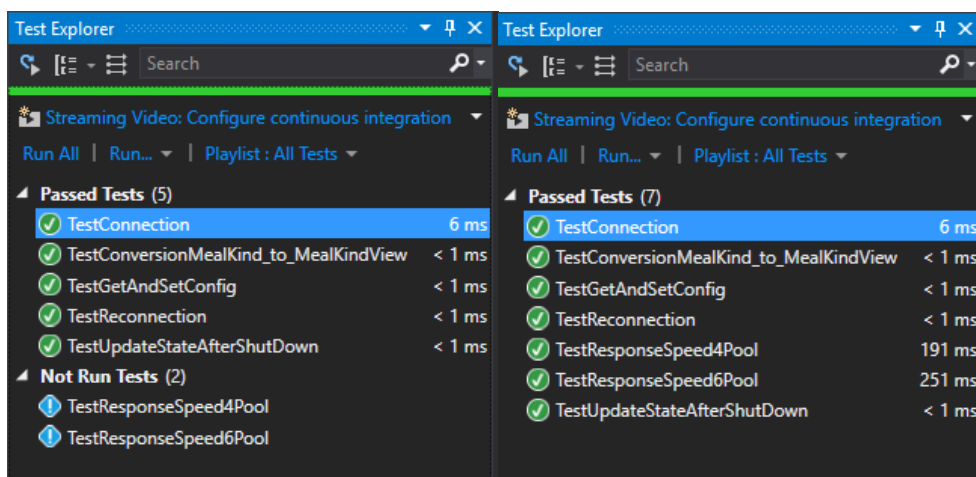 Test Explorer
Search
Streaming Video: Configure continuous integration
Run All | Run... | Playlist : All Tests
Passed Tests (5)
TestConnection 6 ms
TestConversionMealKind_to_MealKindView < 1 ms
TestGetAndSetConfig < 1 ms
TestReconnection < 1 ms
TestUpdateStateAfterShutDown < 1 ms
Not Run Tests (2)
TestResponseSpeed4Pool
TestResponseSpeed6Pool
Test Explorer
Search
Streaming Video: Configure continuous integration
Run All | Run... | Playlist : All Tests
Passed Tests (7)
TestConnection 6 ms
TestConversionMealKind_to_MealKindView < 1 ms
TestGetAndSetConfig < 1 ms
TestReconnection < 1 ms
TestResponseSpeed4Pool 191 ms
TestResponseSpeed6Pool 251 ms
TestUpdateStateAfterShutDown < 1 ms